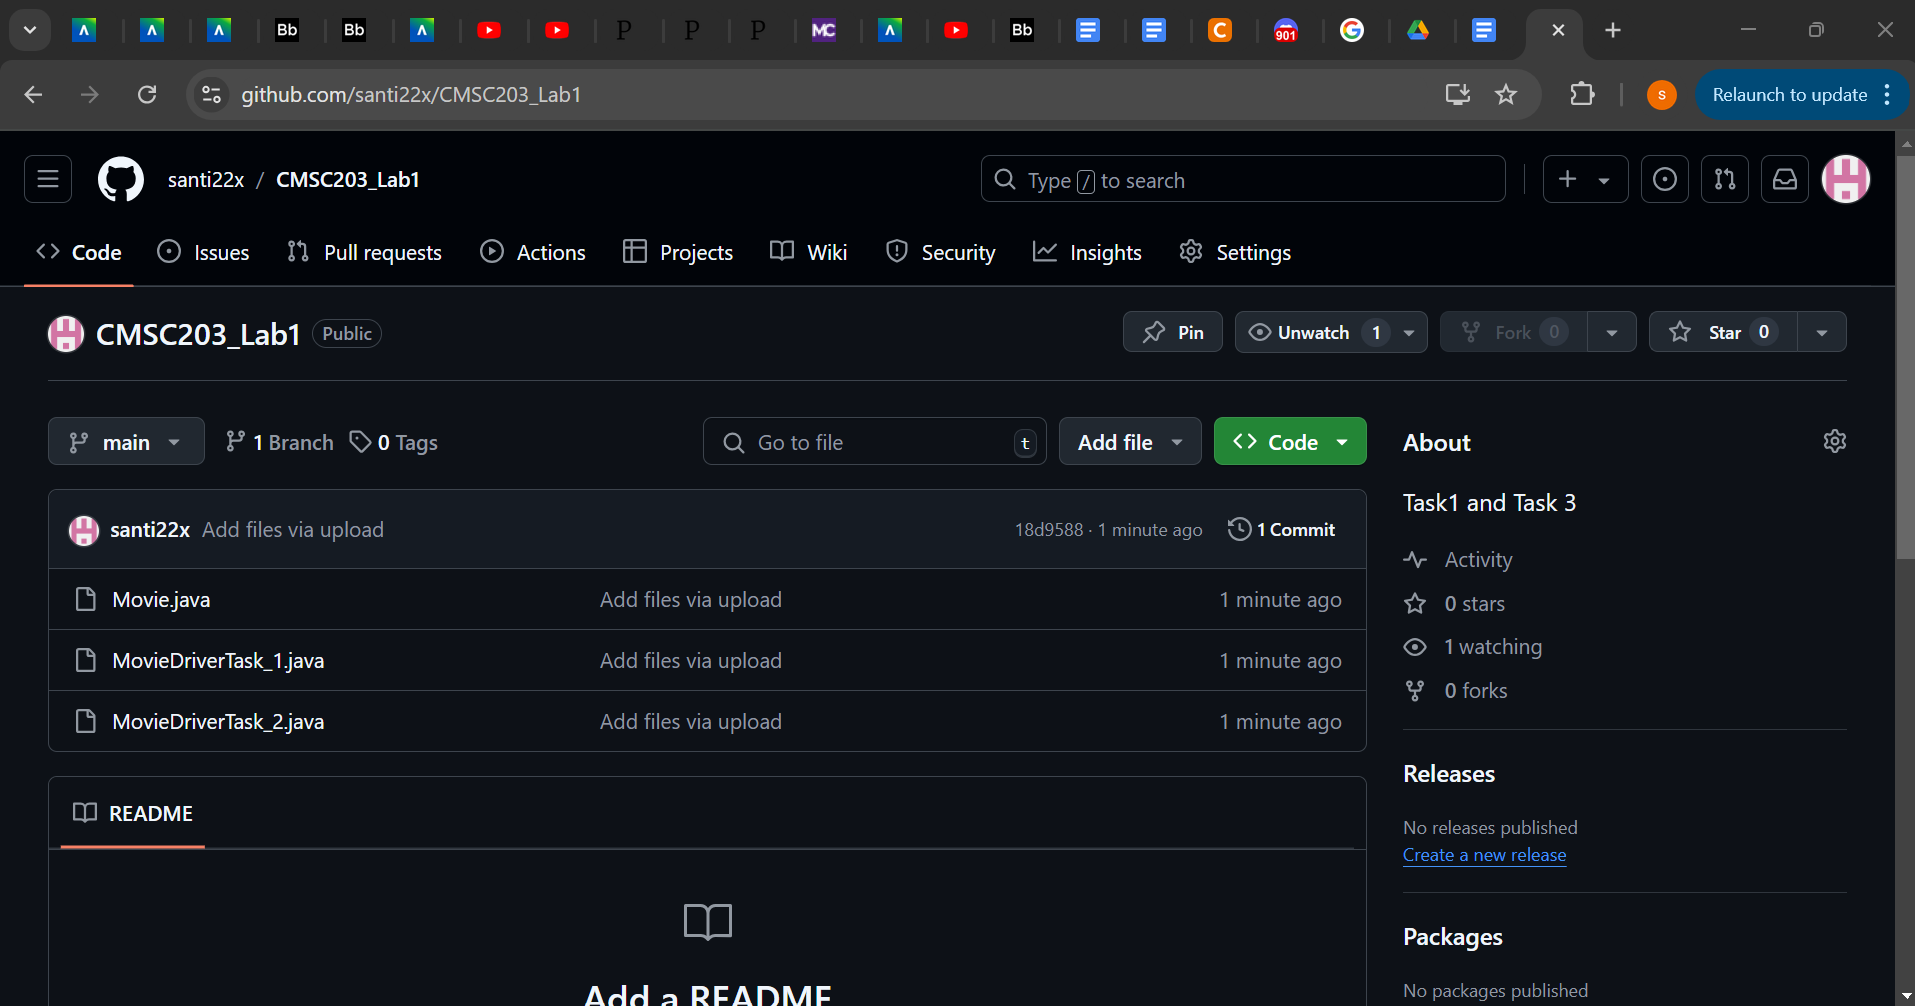 Bb
Bb
P
P
P
MC
Bb
C
901
G
github.com/santi22x/CMSC203_Lab1
s
Relaunch to update
santi22x / CMSC203_Lab1
Type / to search
Code
Issues
Pull requests
Actions
Projects
Wiki
Security
Insights
Settings
CMSC203_Lab1
Public
Pin
Unwatch 1
Fork 0
Star 0
main
1 Branch
0 Tags
Go to file
t
Add file
Code
About
Task1 and Task 3
santi22x Add files via upload
18d9588 · 1 minute ago
1 Commit
Movie.java Add files via upload 1 minute ago
MovieDriverTask_1.java Add files via upload 1 minute ago
MovieDriverTask_2.java Add files via upload 1 minute ago
Activity
0 stars
1 watching
0 forks
Releases
No releases published
Create a new release
README
Add a README
Packages
No packages published